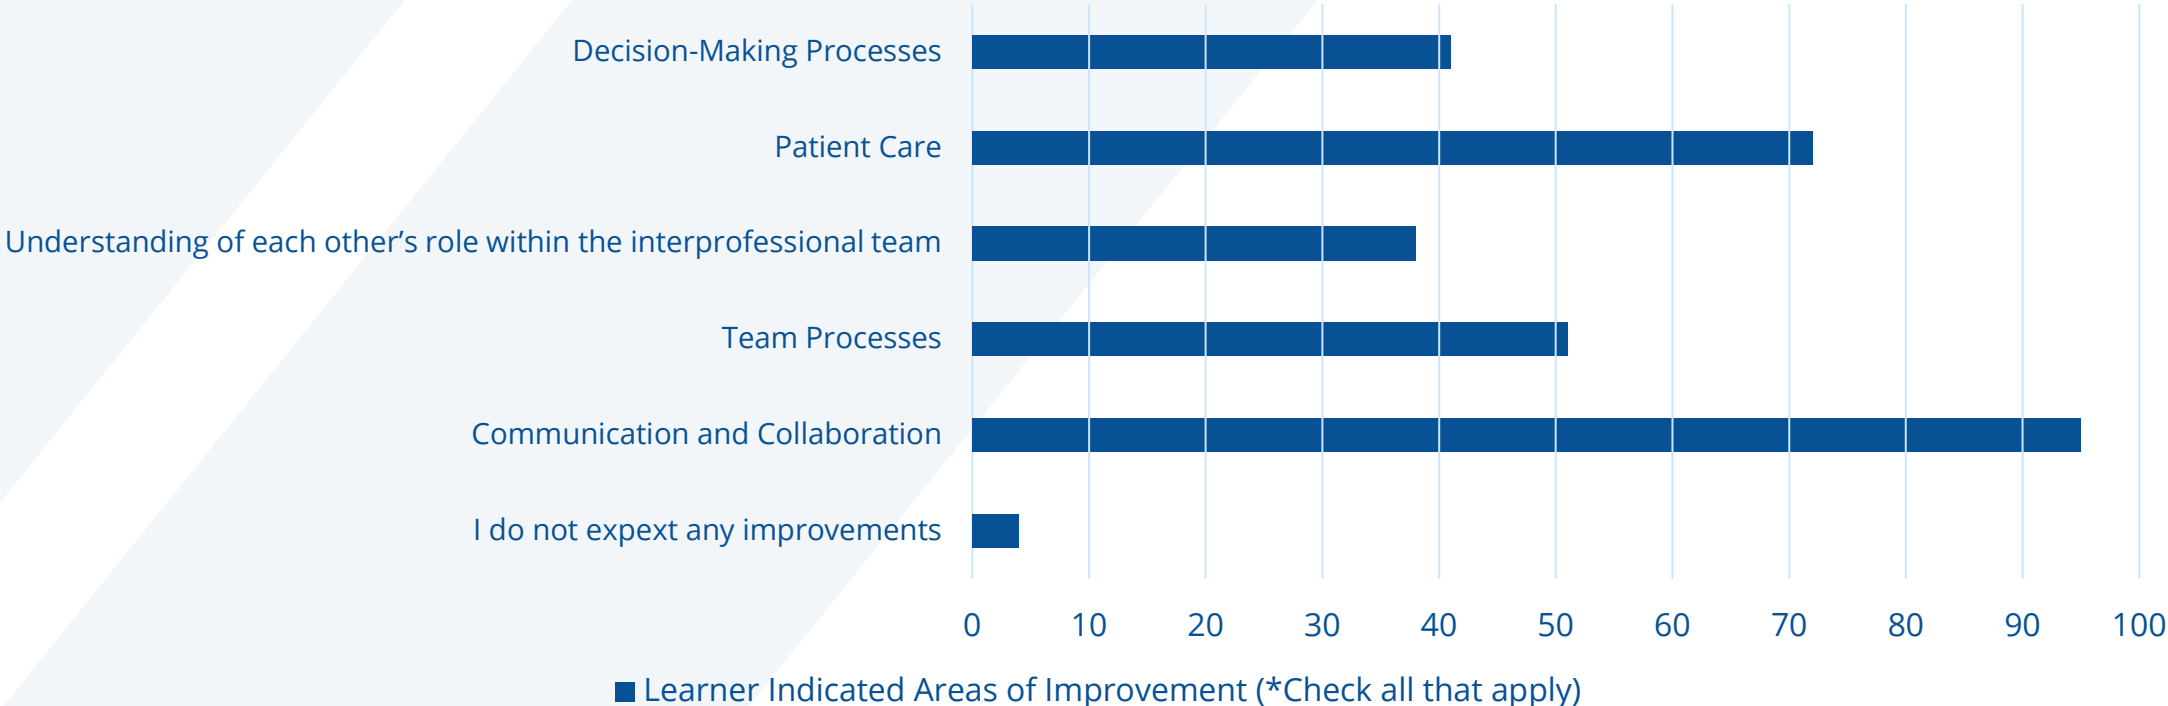 Decision-Making Processes
Patient Care
Understanding of each other’s role within the interprofessional team
Team Processes
Communication and Collaboration
I do not expext any improvements
0 10 20 30 40 50 60 70 80 90 100
Learner Indicated Areas of Improvement (*Check all that apply)